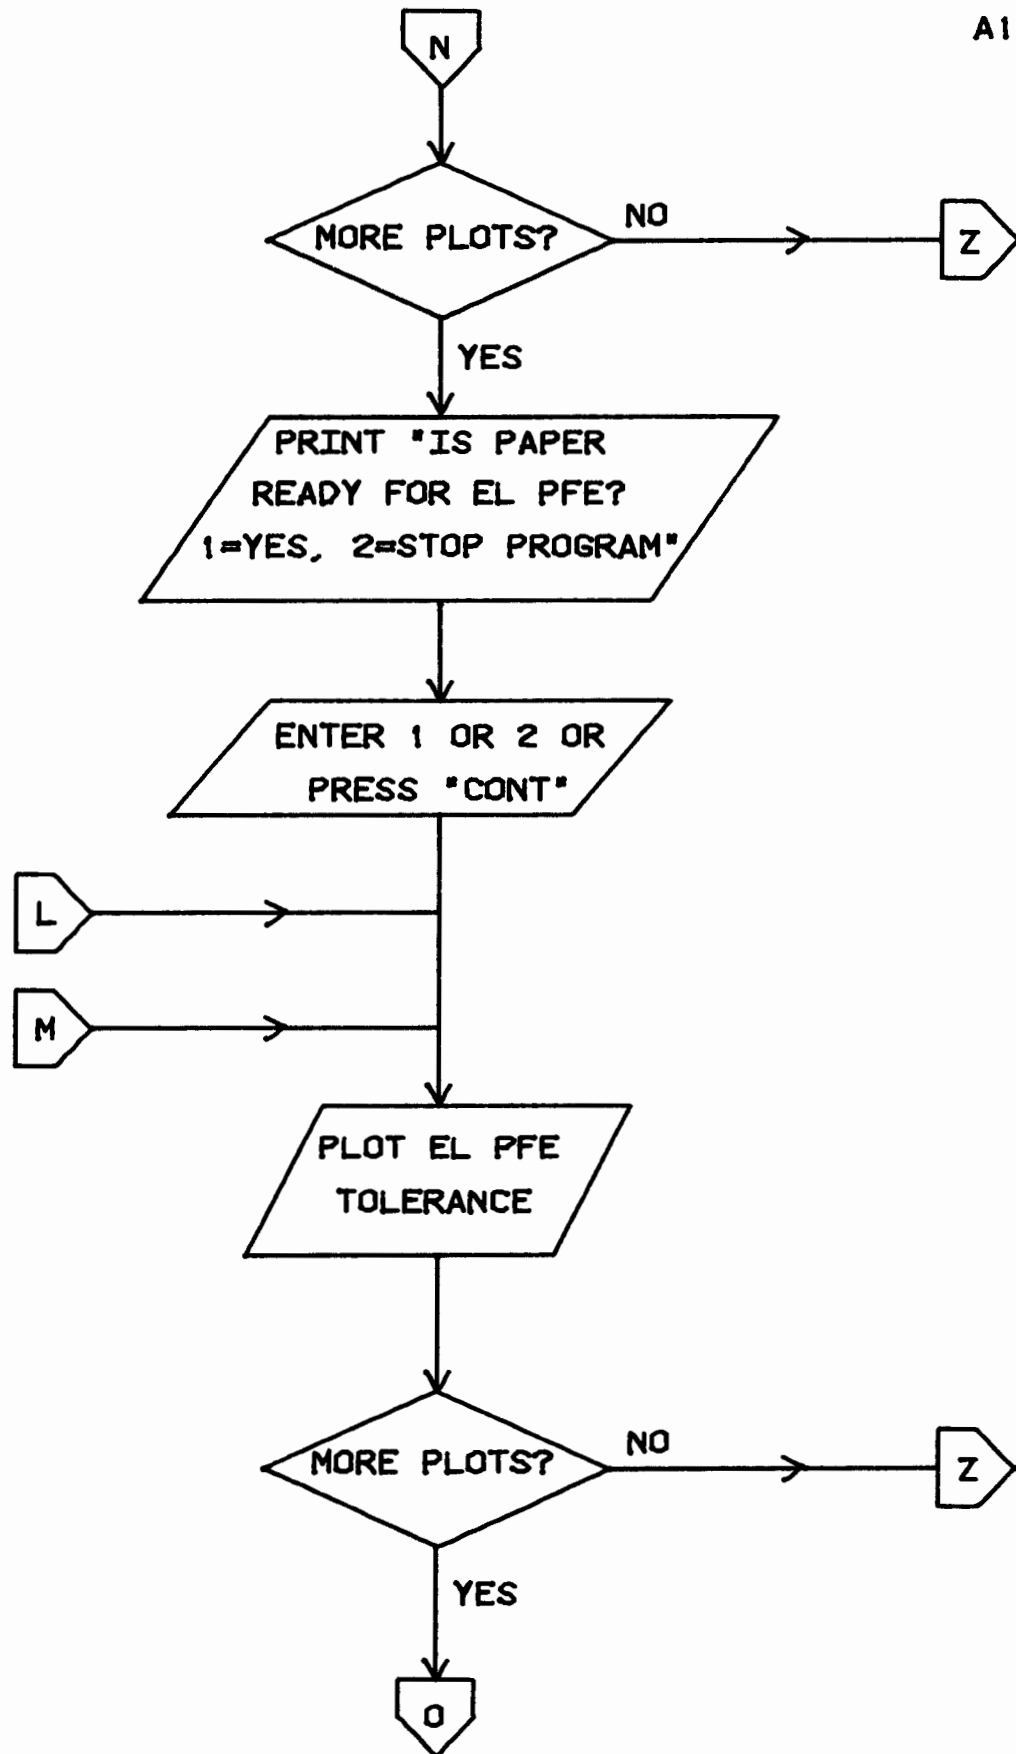 A1
N
MORE PLOTS?
NO
Z
YES
PRINT "IS PAPER
READY FOR EL PFE?
1=YES, 2=STOP PROGRAM"
ENTER 1 OR 2 OR
PRESS "CONT"
L
M
PLOT EL PFE
TOLERANCE
MORE PLOTS?
NO
Z
YES
O